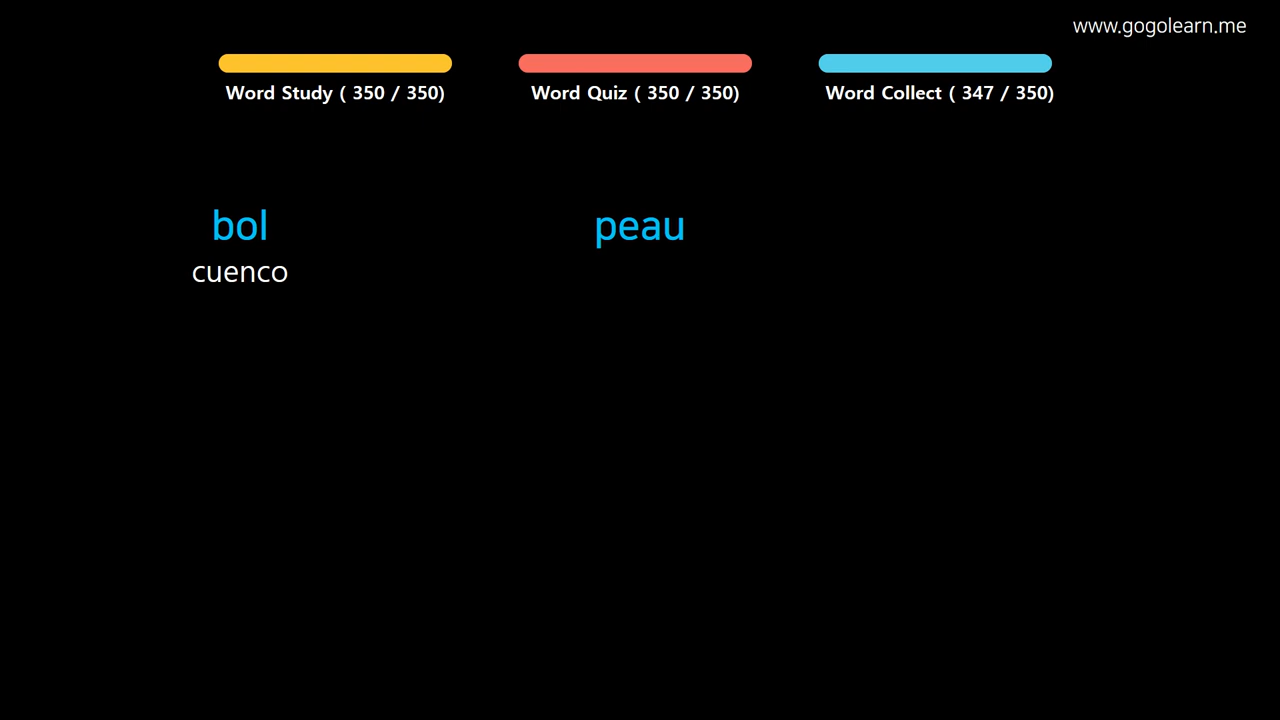 www.gogolearn.me
Word Study ( 350 / 350)
Word Quiz ( 350 / 350)
Word Collect ( 347 / 350)
bol
cuenco
peau